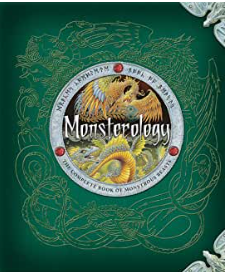 Monsterology
THE COMPLETE BOOK OF MONSTROUS BEASTS